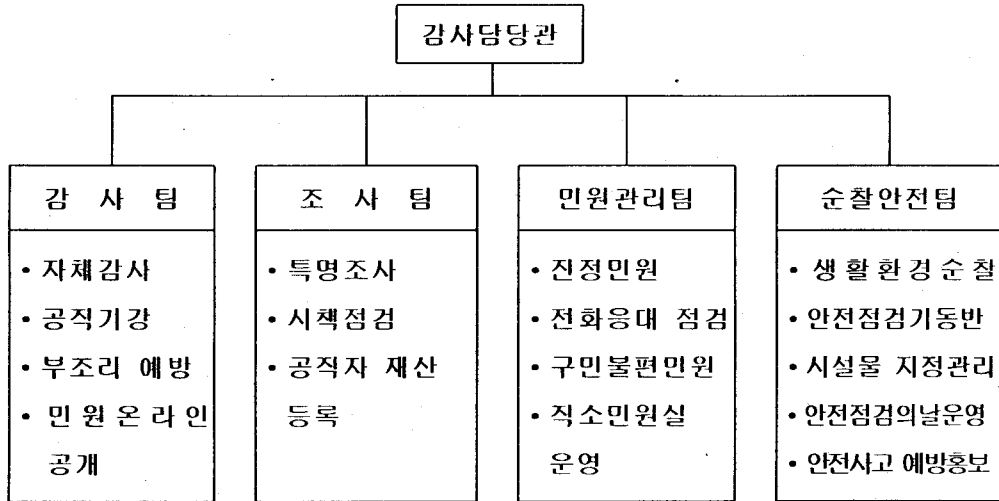 감사담당관
감 사 팀
• 자체감사
• 공직기강
• 부조리 예방
• 민원온라인
공개
조 사 팀
• 특명조사
• 시책점검
• 공직자 재산
등록
민원관리팀
• 진정민원
• 전화응대 점검
• 구민불편민원
• 직소민원실
운영
순찰안전팀
• 생활환경순찰
• 안전점검기동반
• 시설물 지정관리
• 안전점검의날운영
• 안전사고 예방홍보